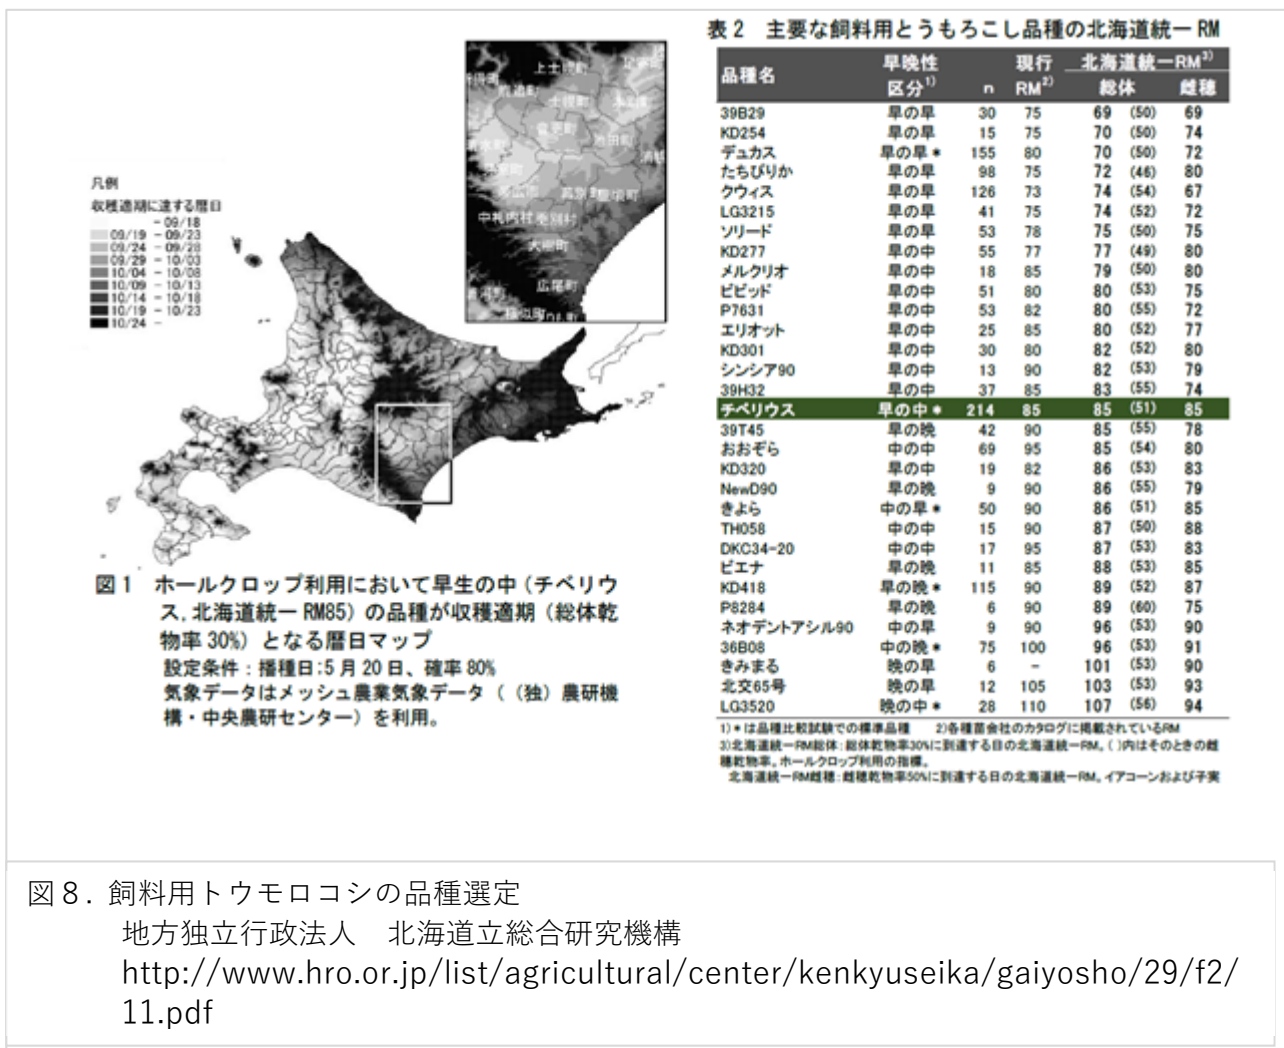 凡例
収穫適期に達する暦日
- 09/18
09/19 - 09/23
09/24 - 09/28
09/29 - 10/03
10/04 - 10/08
10/09 - 10/13
10/14 - 10/18
10/19 - 10/23
10/24 -
上士幌町
士幌町
音更町
池田町
幕別町
豊頃町
中札内村
更別村
大樹町
広尾町
図1 ホールクロップ利用において早生の中(チベリウ
ス,北海道統一 RM85)の品種が収穫適期(総体乾
物率 30%)となる暦日マップ
設定条件:播種日:5月20日、確率80%
気象データはメッシュ農業気象データ((独)農研機
構・中央農研センター)を利用。
表2 主要な飼料用とうもろこし品種の北海道統一 RM
品種名 早晩性区分1) n 現行RM2) 北海道統一RM3) 総体 雌穂
39B29 早の早 30 75 69 (50) 69
KD254 早の早 15 75 70 (50) 74
デュカス 早の早* 155 80 70 (50) 72
たちぴりか 早の早 98 75 72 (46) 80
クウィス 早の早 126 73 74 (54) 67
LG3215 早の早 41 75 74 (52) 72
ソリード 早の早 53 78 75 (50) 75
KD277 早の中 55 77 77 (49) 80
メルクリオ 早の中 18 85 79 (50) 80
ビビッド 早の中 51 80 80 (53) 75
P7631 早の中 53 82 80 (55) 72
エリオット 早の中 25 85 80 (52) 77
KD301 早の中 30 80 82 (52) 80
シンシア90 早の中 13 90 82 (53) 79
39H32 早の中 37 85 83 (55) 74
チベリウス 早の中* 214 85 85 (51) 85
39T45 早の晩 42 90 85 (55) 78
おおぞら 中の中 69 95 85 (54) 80
KD320 早の中 19 82 86 (53) 83
NewD90 早の晩 9 90 86 (55) 79
きよら 中の早* 50 90 86 (51) 85
TH058 中の中 15 90 87 (50) 88
DKC34-20 中の中 17 95 87 (53) 83
ビエナ 早の晩 11 85 88 (53) 85
KD418 早の晩* 115 90 89 (52) 87
P8284 早の晩 6 90 89 (60) 75
ネオデントアシル90 中の早 9 90 96 (53) 90
36B08 中の晩* 75 100 96 (53) 91
きみまる 晩の早 6 - 101 (53) 90
北交65号 晩の早 12 105 103 (53) 93
LG3520 晩の中* 28 110 107 (56) 94
1)*は品種比較試験での標準品種 2)各種苗会社のカタログに掲載されているRM
3)北海道統一RM総体:総体乾物率30%に到達する日の北海道統一RM。( )内はそのときの雌
穂乾物率。ホールクロップ利用の指標。
北海道統一RM雌穂:雌穂乾物率50%に到達する日の北海道統一RM。イアコーンおよび子実
図8. 飼料用トウモロコシの品種選定
地方独立行政法人 北海道立総合研究機構
http://www.hro.or.jp/list/agricultural/center/kenkyuseika/gaiyosho/29/f2/
11.pdf